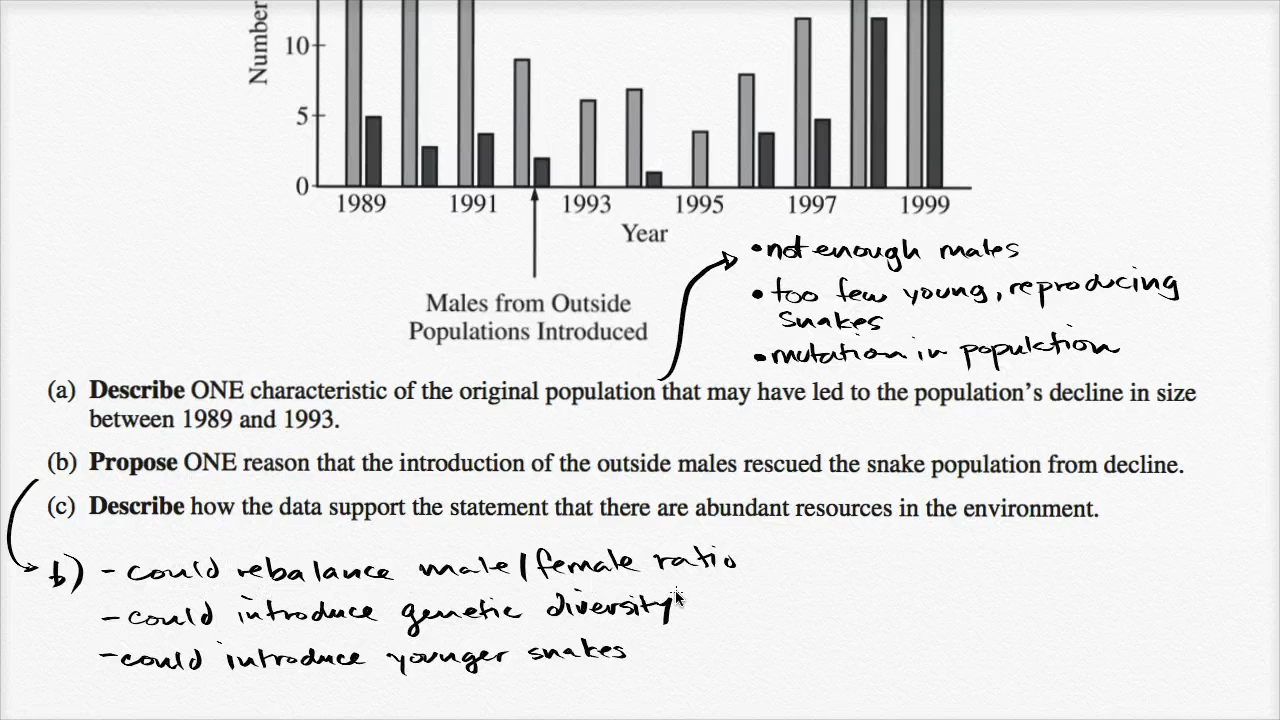 Number
10
5
0
1989 1991 1993 1995 1997 1999
Year
Males from Outside
Populations Introduced
•not enough males
•too few young, reproducing
snakes
•mutation in population
(a) Describe ONE characteristic of the original population that may have led to the population's decline in size
between 1989 and 1993.
(b) Propose ONE reason that the introduction of the outside males rescued the snake population from decline.
(c) Describe how the data support the statement that there are abundant resources in the environment.
b) - could rebalance male/female ratio
- could introduce genetic diversity
- could introduce younger snakes